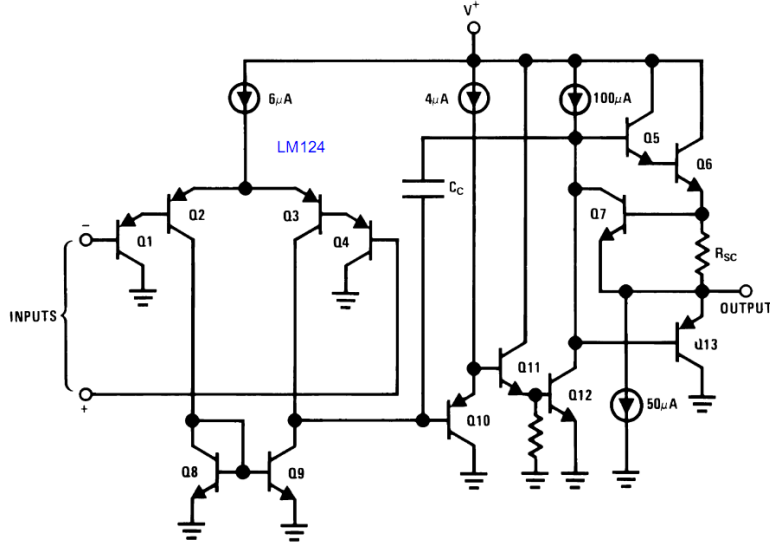 V+
6µA
4µA
100µA
LM124
Q5
Q6
Cc
Q2
Q3
Q7
−
Q1
Q4
RSC
INPUTS
OUTPUT
+
Q11
Q13
Q12
50µA
Q10
Q8
Q9